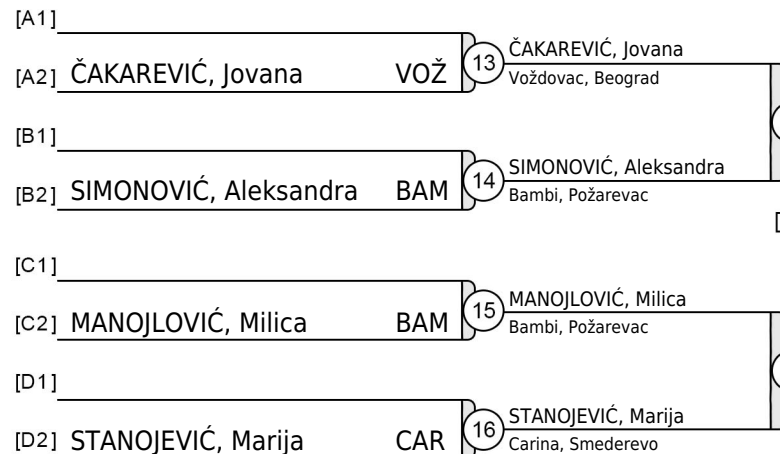 [A1]
[A2] ČAKAREVIĆ, Jovana VOŽ
13
ČAKAREVIĆ, Jovana
Voždovac, Beograd
[B1]
[B2] SIMONOVIĆ, Aleksandra BAM
14
SIMONOVIĆ, Aleksandra
Bambi, Požarevac
[C1]
[C2] MANOJLOVIĆ, Milica BAM
15
MANOJLOVIĆ, Milica
Bambi, Požarevac
[D1]
[D2] STANOJEVIĆ, Marija CAR
16
STANOJEVIĆ, Marija
Carina, Smederevo